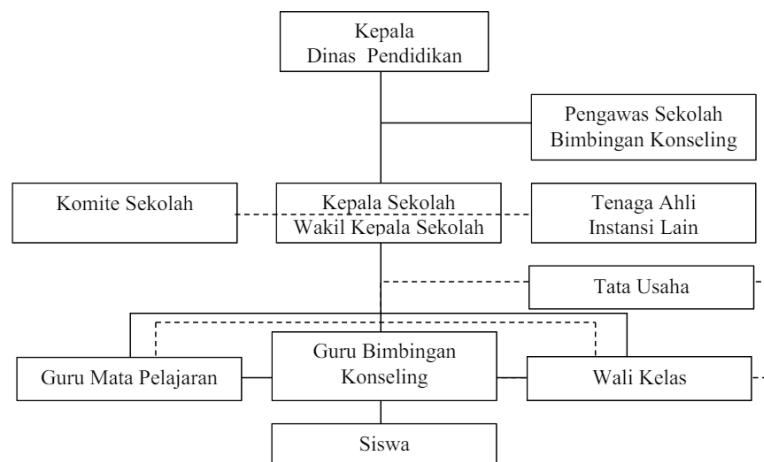 Kepala
Dinas Pendidikan
Pengawas Sekolah
Bimbingan Konseling
Komite Sekolah
Kepala Sekolah
Wakil Kepala Sekolah
Tenaga Ahli
Instansi Lain
Tata Usaha
Guru Mata Pelajaran
Guru Bimbingan
Konseling
Wali Kelas
Siswa